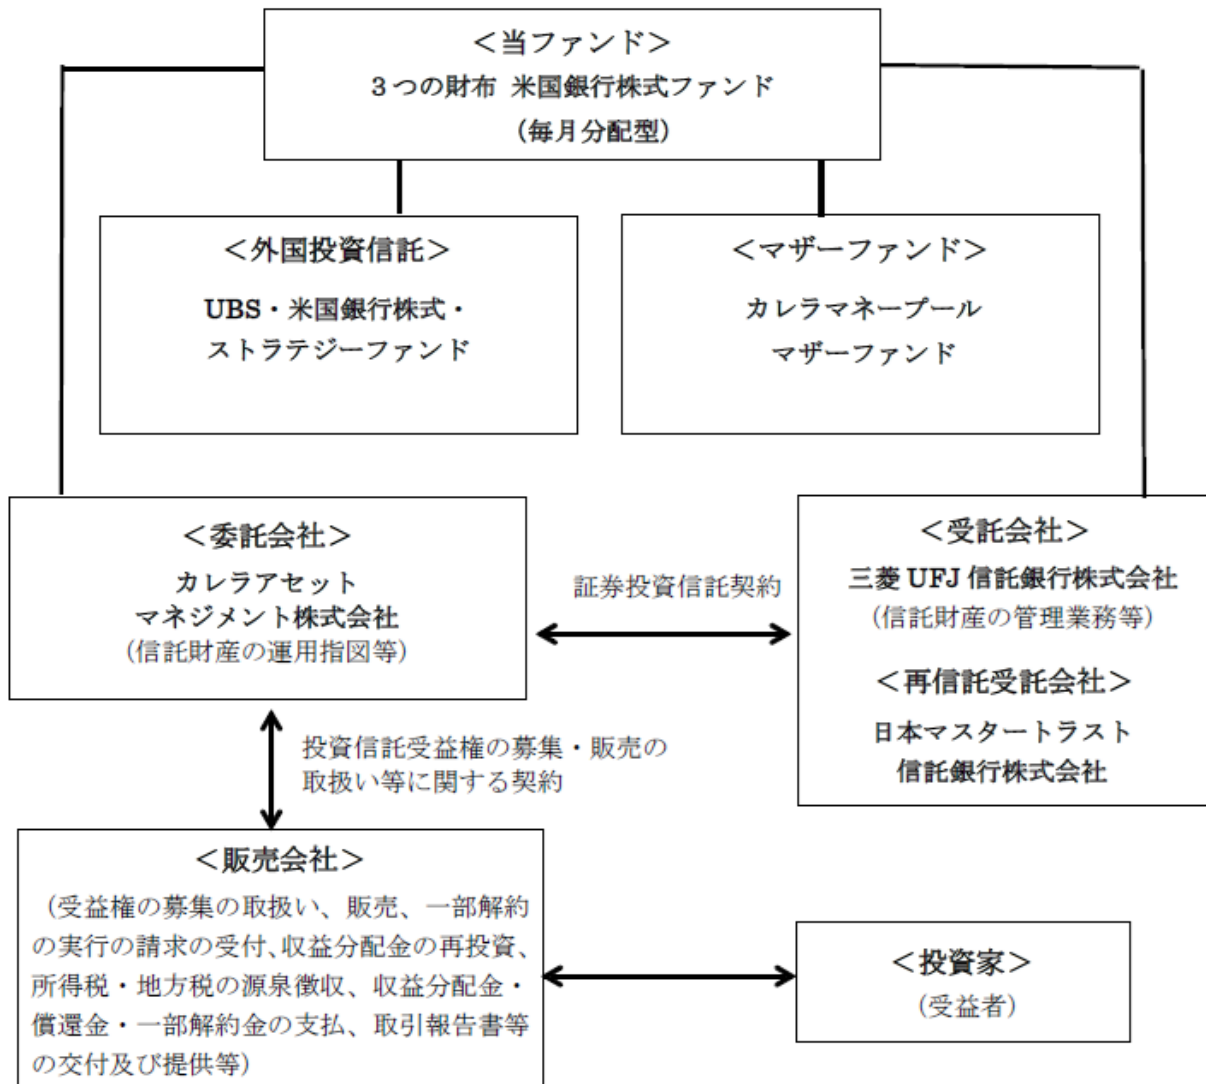 <当ファンド>
3つの財布 米国銀行株式ファンド
(毎月分配型)
<外国投資信託>
UBS・米国銀行株式・
ストラテジーファンド
<マザーファンド>
カレラマネープール
マザーファンド
<委託会社>
カレラアセット
マネジメント株式会社
(信託財産の運用指図等)
証券投資信託契約
<受託会社>
三菱 UFJ 信託銀行株式会社
(信託財産の管理業務等)
<再信託受託会社>
日本マスタートラスト
信託銀行株式会社
投資信託受益権の募集・販売の
取扱い等に関する契約
<販売会社>
(受益権の募集の取扱い、販売、一部解約
の実行の請求の受付、収益分配金の再投資、
所得税・地方税の源泉徴収、収益分配金・
償還金・一部解約金の支払、取引報告書等
の交付及び提供等)
<投資家>
(受益者)